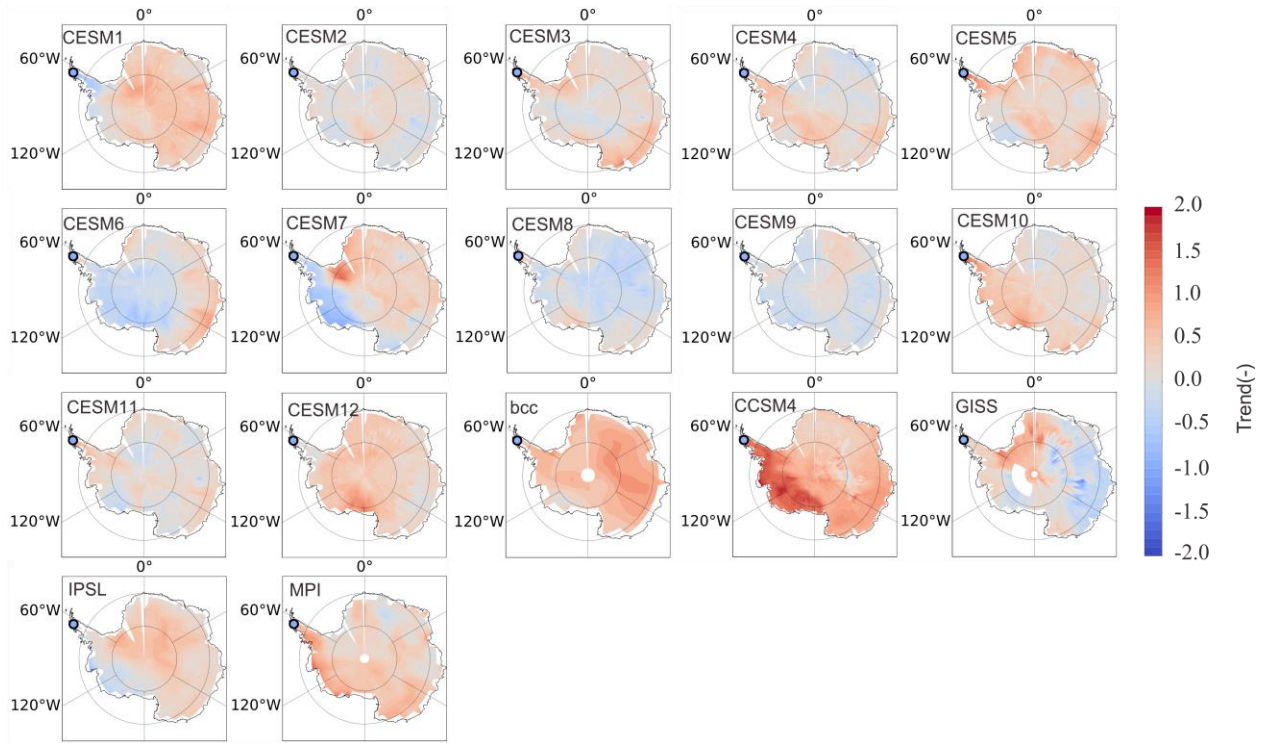 0° 0° 0° 0° 0°
CESM1 CESM2 CESM3 CESM4 CESM5
60°W 60°W 60°W 60°W 60°W
120°W 120°W 120°W 120°W 120°W
0° 0° 0° 0° 0°
CESM6 CESM7 CESM8 CESM9 CESM10
60°W 60°W 60°W 60°W 60°W
120°W 120°W 120°W 120°W 120°W
0° 0° 0° 0° 0°
CESM11 CESM12 bcc CCSM4 GISS
60°W 60°W 60°W 60°W 60°W
120°W 120°W 120°W 120°W 120°W
0° 0°
IPSL MPI
60°W 60°W
120°W 120°W
2.0
1.5
1.0
0.5
0.0
-0.5
-1.0
-1.5
-2.0
Trend(-)